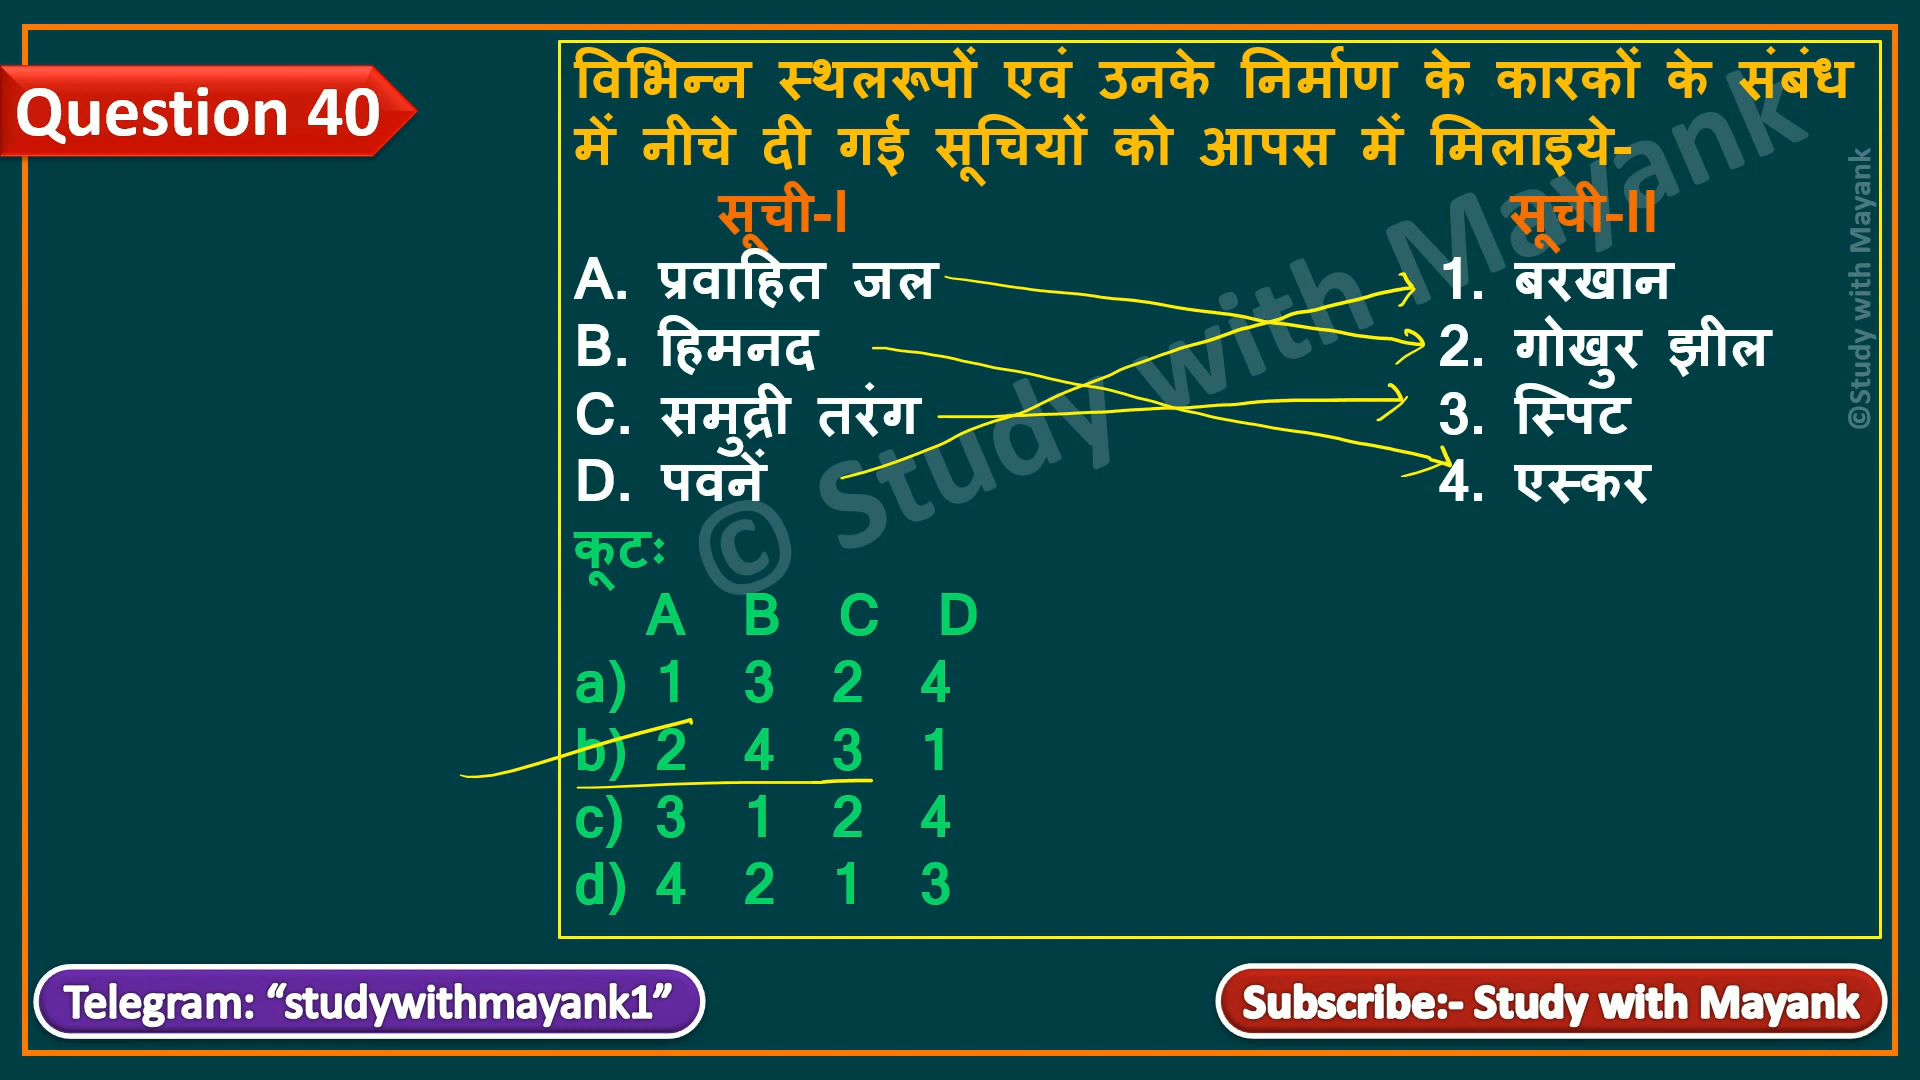 Question 40
विभिन्न स्थलरूपों एवं उनके निर्माण के कारकों के संबंध
में नीचे दी गई सूचियों को आपस में मिलाइये-
सूची-I सूची-II
A. प्रवाहित जल 1. बरखान
B. हिमनद 2. गोखुर झील
C. समुद्री तरंग 3. स्पिट
D. पवनें 4. एस्कर
कूटः
A B C D
a) 1 3 2 4
b) 2 4 3 1
c) 3 1 2 4
d) 4 2 1 3
© Study with Mayank
©Study with Mayank
Telegram: “studywithmayank1”
Subscribe:- Study with Mayank